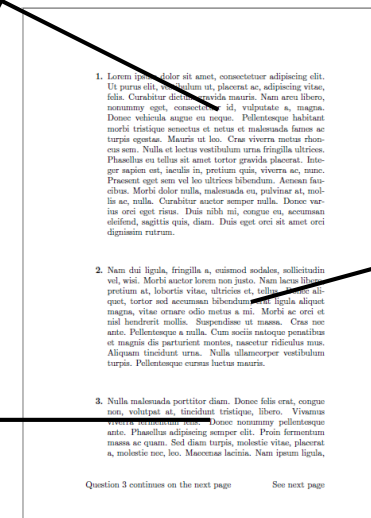 1. Lorem ipsum dolor sit amet, consectetuer adipiscing elit.
Ut purus elit, vestibulum ut, placerat ac, adipiscing vitae,
felis. Curabitur dictum gravida mauris. Nam arcu libero,
nonummy eget, consectetuer id, vulputate a, magna.
Donec vehicula augue eu neque. Pellentesque habitant
morbi tristique senectus et netus et malesuada fames ac
turpis egestas. Mauris ut leo. Cras viverra metus rhon-
cus sem. Nulla et lectus vestibulum urna fringilla ultrices.
Phasellus eu tellus sit amet tortor gravida placerat. Inte-
ger sapien est, iaculis in, pretium quis, viverra ac, nunc.
Praesent eget sem vel leo ultrices bibendum. Aenean fau-
cibus. Morbi dolor nulla, malesuada eu, pulvinar at, mol-
lis ac, nulla. Curabitur auctor semper nulla. Donec var-
ius orci eget risus. Duis nibh mi, congue eu, accumsan
eleifend, sagittis quis, diam. Duis eget orci sit amet orci
dignissim rutrum.
2. Nam dui ligula, fringilla a, euismod sodales, sollicitudin
vel, wisi. Morbi auctor lorem non justo. Nam lacus libero,
pretium at, lobortis vitae, ultricies et, tellus. Donec ali-
quet, tortor sed accumsan bibendum, erat ligula aliquet
magna, vitae ornare odio metus a mi. Morbi ac orci et
nisl hendrerit mollis. Suspendisse ut massa. Cras nec
ante. Pellentesque a nulla. Cum sociis natoque penatibus
et magnis dis parturient montes, nascetur ridiculus mus.
Aliquam tincidunt urna. Nulla ullamcorper vestibulum
turpis. Pellentesque cursus luctus mauris.
3. Nulla malesuada porttitor diam. Donec felis erat, congue
non, volutpat at, tincidunt tristique, libero. Vivamus
viverra fermentum felis. Donec nonummy pellentesque
ante. Phasellus adipiscing semper elit. Proin fermentum
massa ac quam. Sed diam turpis, molestie vitae, placerat
a, molestie nec, leo. Maecenas lacinia. Nam ipsum ligula,
Question 3 continues on the next page See next page